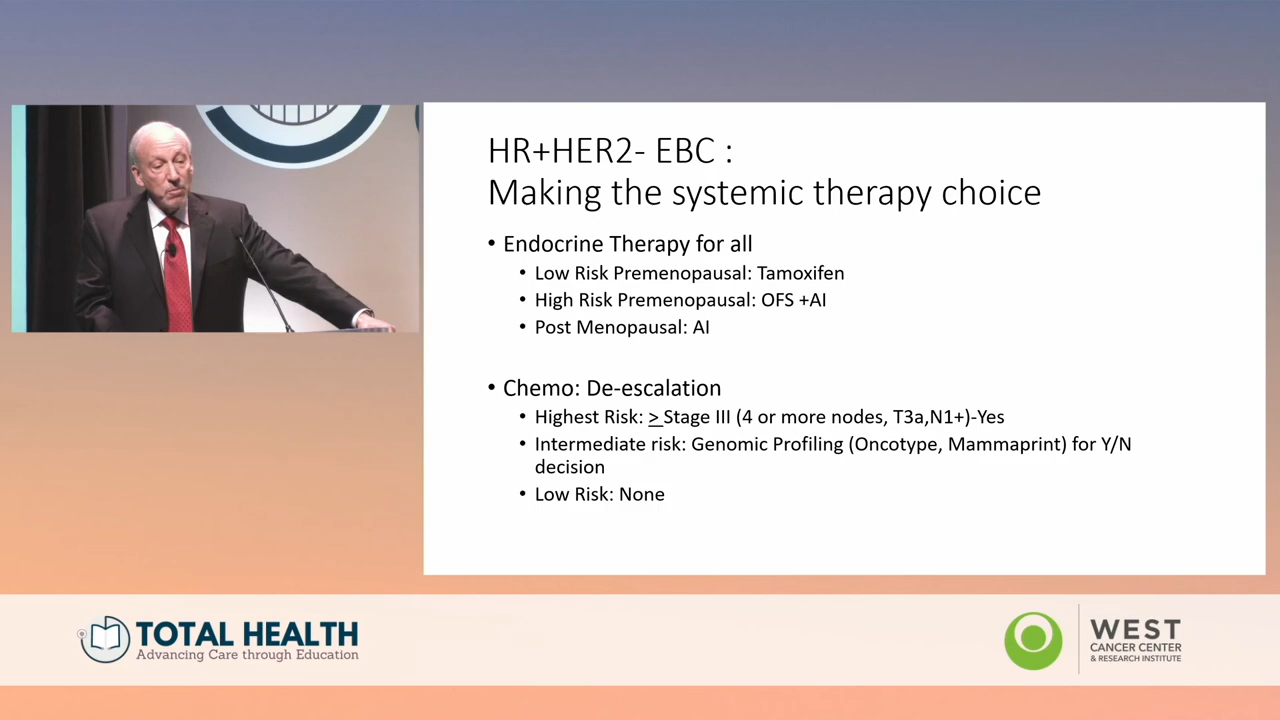 HR+HER2- EBC :
Making the systemic therapy choice
• Endocrine Therapy for all
• Low Risk Premenopausal: Tamoxifen
• High Risk Premenopausal: OFS +AI
• Post Menopausal: AI
• Chemo: De-escalation
• Highest Risk: > Stage III (4 or more nodes, T3a,N1+)-Yes
• Intermediate risk: Genomic Profiling (Oncotype, Mammaprint) for Y/N
decision
• Low Risk: None
TOTAL HEALTH
Advancing Care through Education
WEST
CANCER CENTER
& RESEARCH INSTITUTE